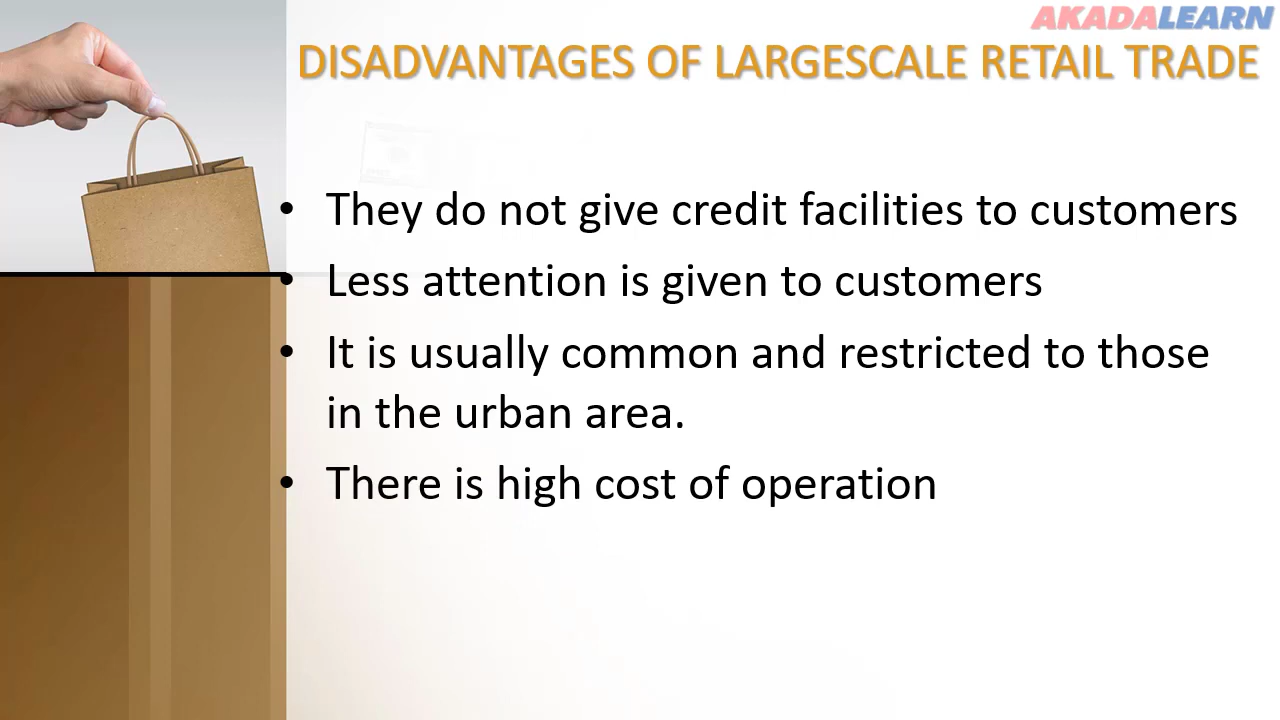 AKADALEARN
DISADVANTAGES OF LARGESCALE RETAIL TRADE
• They do not give credit facilities to customers
• Less attention is given to customers
• It is usually common and restricted to those
in the urban area.
• There is high cost of operation